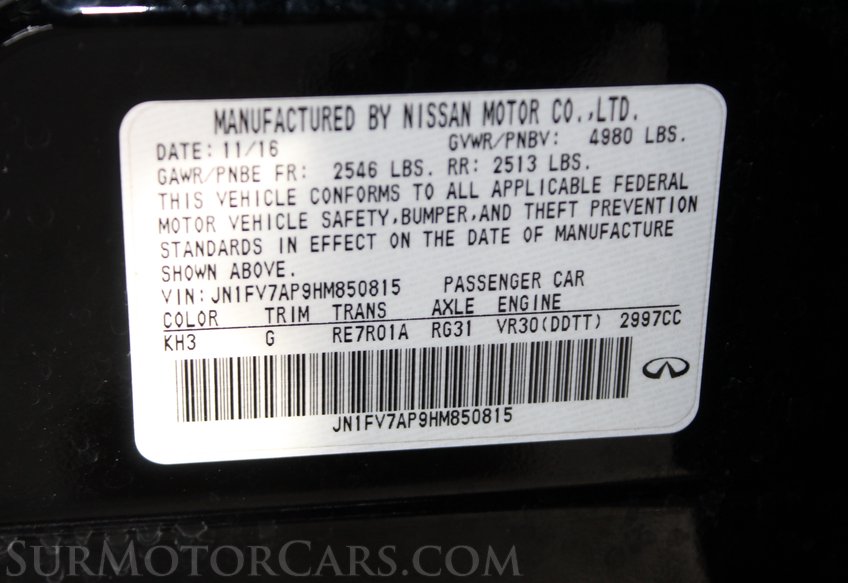 MANUFACTURED BY NISSAN MOTOR CO.,LTD.
DATE: 11/16 GVWR/PNBV: 4980 LBS.
GAWR/PNBE FR: 2546 LBS. RR: 2513 LBS.
THIS VEHICLE CONFORMS TO ALL APPLICABLE FEDERAL
MOTOR VEHICLE SAFETY,BUMPER,AND THEFT PREVENTION
STANDARDS IN EFFECT ON THE DATE OF MANUFACTURE
SHOWN ABOVE.
VIN: JN1FV7AP9HM850815 PASSENGER CAR
COLOR TRIM TRANS AXLE ENGINE
KH3 G RE7R01A RG31 VR30(DDTT) 2997CC
JN1FV7AP9HM850815
SURMOTORCARS.COM